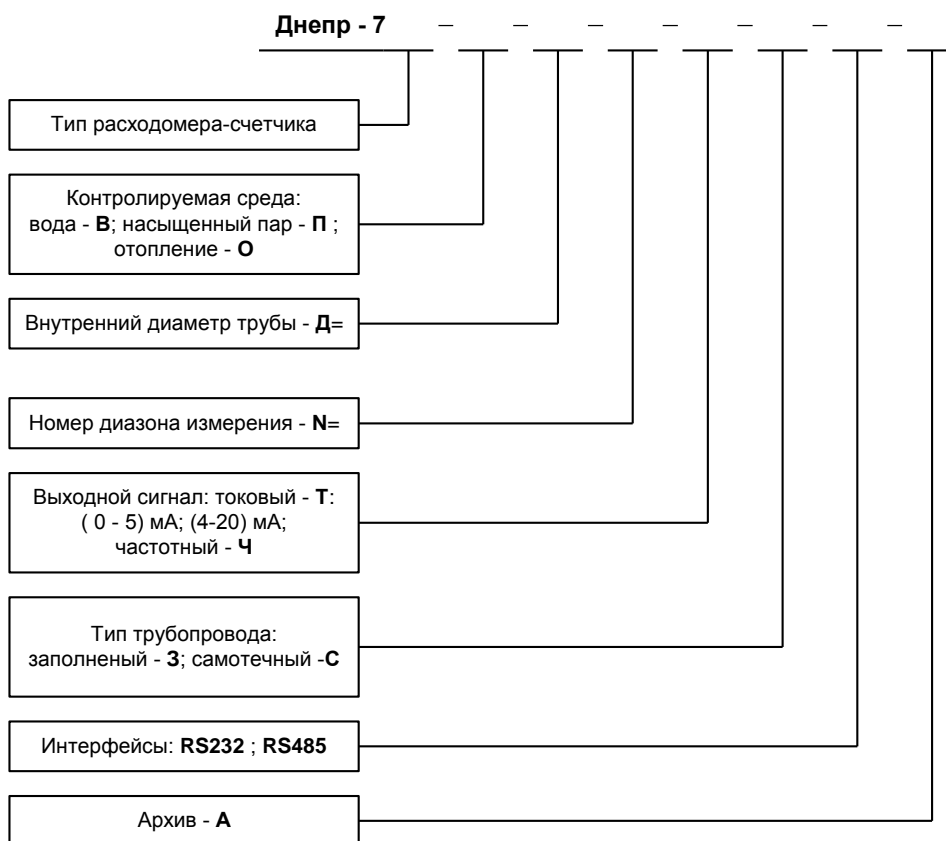 Днепр - 7 – – – – – – –
Тип расходомера-счетчика
Контролируемая среда:
вода - В; насыщенный пар - П ;
отопление - О
Внутренний диаметр трубы - Д=
Номер диазона измерения - N=
Выходной сигнал: токовый - Т:
( 0 - 5) мА; (4-20) мА;
частотный - Ч
Тип трубопровода:
заполненый - З; самотечный -С
Интерфейсы: RS232 ; RS485
Архив - А